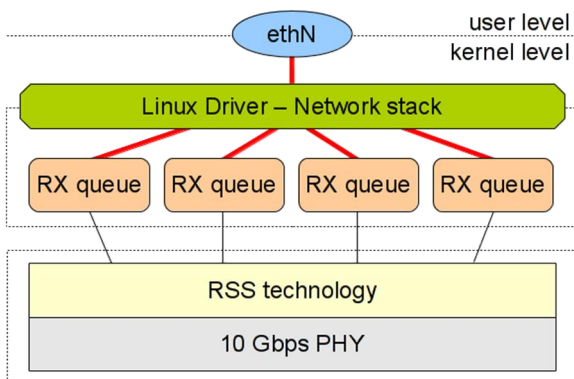 user level
ethN
kernel level
Linux Driver – Network stack
RX queue RX queue RX queue RX queue
RSS technology
10 Gbps PHY